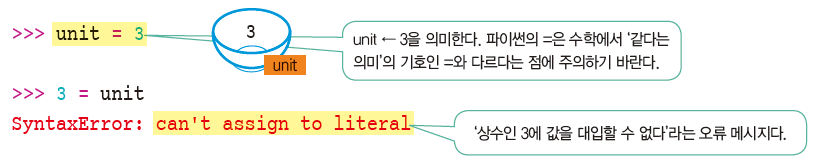 >>> unit = 3
3
unit
unit ← 3을 의미한다. 파이썬의 =은 수학에서 ‘같다는
의미’의 기호인 =와 다르다는 점에 주의하기 바란다.
>>> 3 = unit
SyntaxError: can't assign to literal
‘상수인 3에 값을 대입할 수 없다’라는 오류 메시지다.